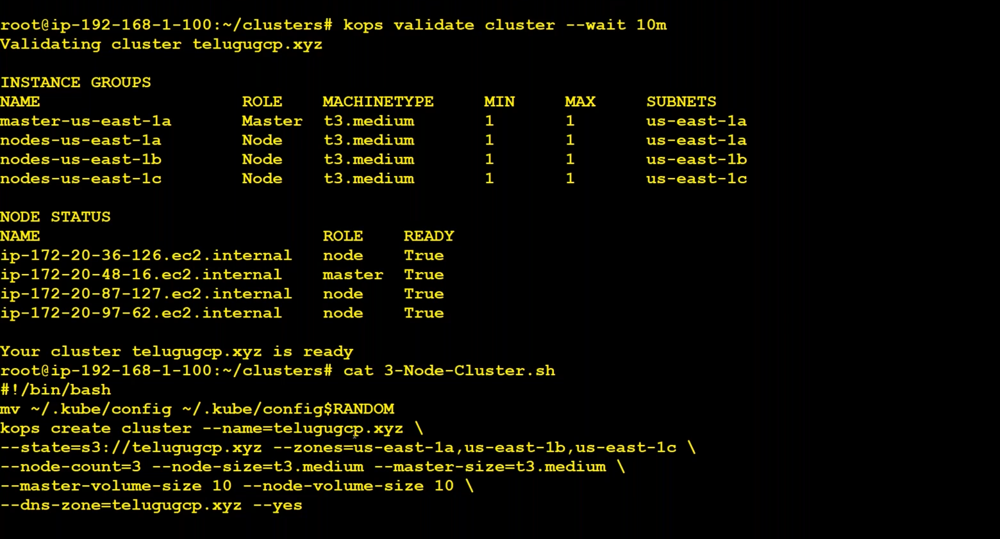 root@ip-192-168-1-100:~/clusters# kops validate cluster --wait 10m
Validating cluster telugugcp.xyz
INSTANCE GROUPS
NAME ROLE MACHINETYPE MIN MAX SUBNETS
master-us-east-1a Master t3.medium 1 1 us-east-1a
nodes-us-east-1a Node t3.medium 1 1 us-east-1a
nodes-us-east-1b Node t3.medium 1 1 us-east-1b
nodes-us-east-1c Node t3.medium 1 1 us-east-1c
NODE STATUS
NAME ROLE READY
ip-172-20-36-126.ec2.internal node True
ip-172-20-48-16.ec2.internal master True
ip-172-20-87-127.ec2.internal node True
ip-172-20-97-62.ec2.internal node True
Your cluster telugugcp.xyz is ready
root@ip-192-168-1-100:~/clusters# cat 3-Node-Cluster.sh
#!/bin/bash
mv ~/.kube/config ~/.kube/config$RANDOM
kops create cluster --name=telugugcp.xyz \
--state=s3://telugugcp.xyz --zones=us-east-1a,us-east-1b,us-east-1c \
--node-count=3 --node-size=t3.medium --master-size=t3.medium \
--master-volume-size 10 --node-volume-size 10 \
--dns-zone=telugugcp.xyz --yes